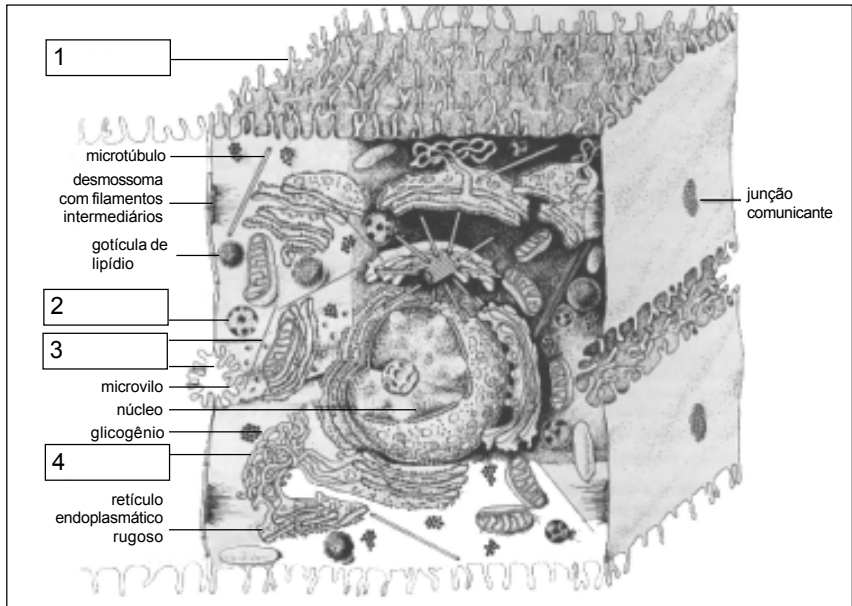 1
microtúbulo
desmossoma
com filamentos
intermediários
junção
comunicante
gotícula de
lipídio
2
3
microvilo
núcleo
glicogênio
4
retículo
endoplasmático
rugoso